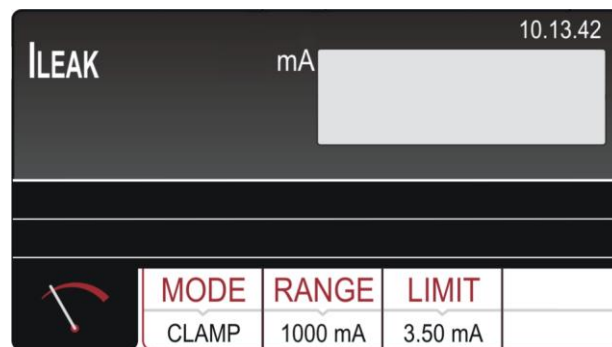 10.13.42
ILEAK mA
MODE RANGE LIMIT
CLAMP 1000 mA 3.50 mA